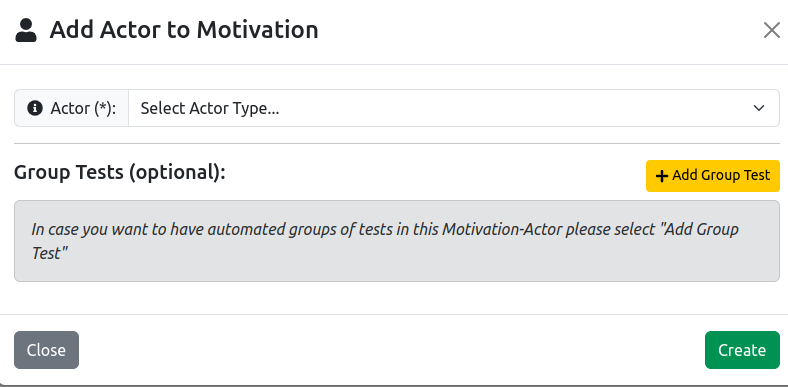 Add Actor to Motivation
Actor (*): Select Actor Type...
Group Tests (optional): + Add Group Test
In case you want to have automated groups of tests in this Motivation-Actor please select "Add Group
Test"
Close Create